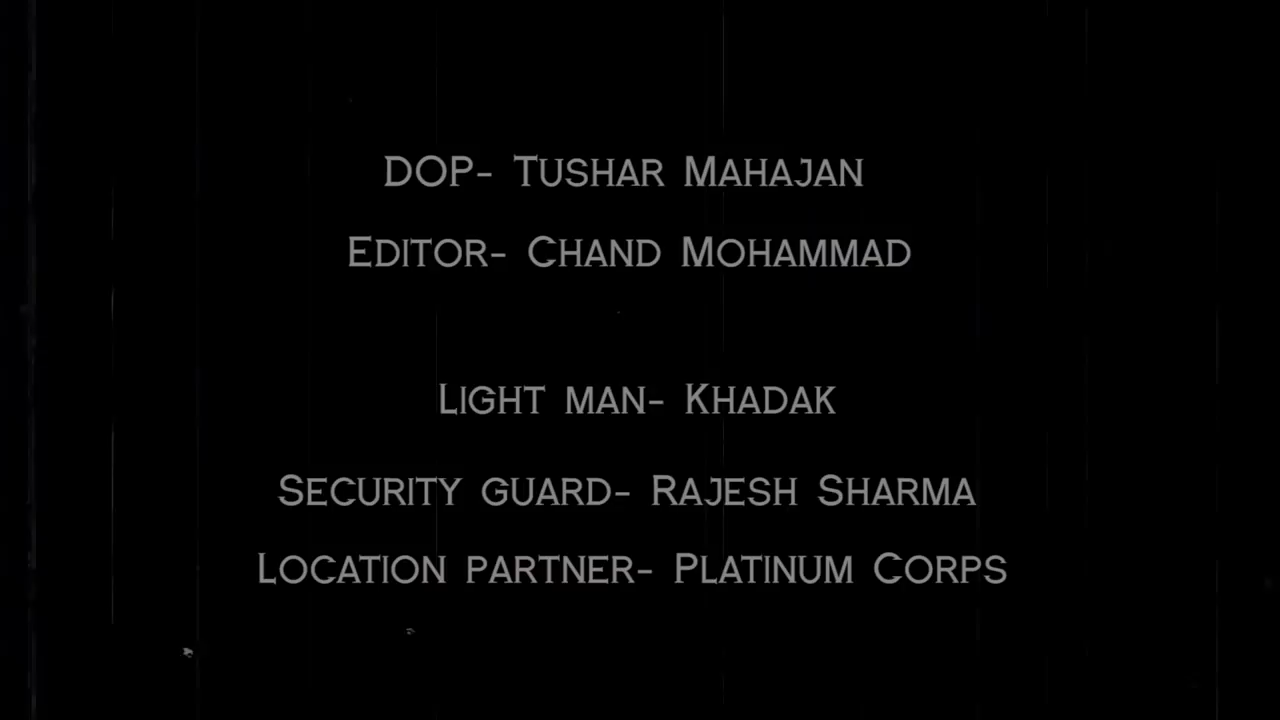 DOP- Tushar Mahajan
Editor- Chand Mohammad
Light man- Khadak
Security guard- Rajesh Sharma
Location partner- Platinum Corps